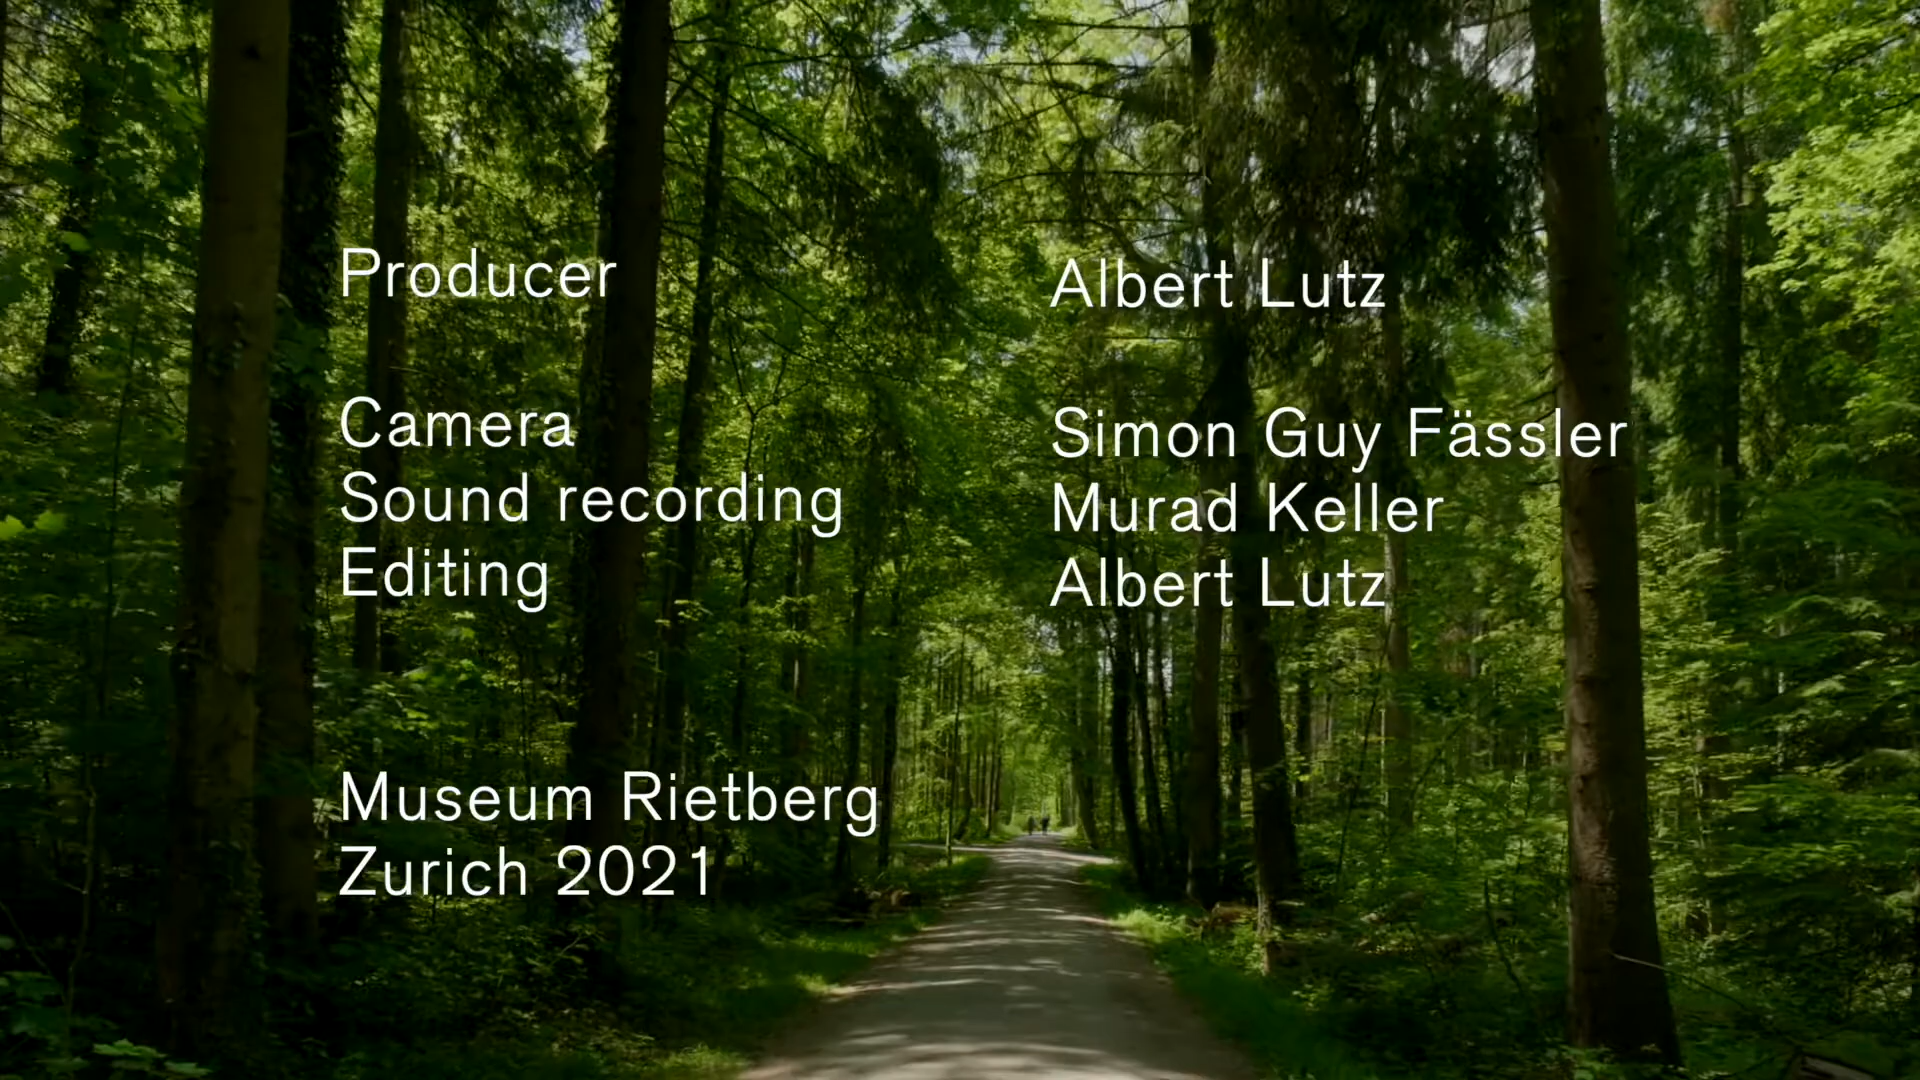 Producer Albert Lutz
Camera Simon Guy Fässler
Sound recording Murad Keller
Editing Albert Lutz
Museum Rietberg
Zurich 2021